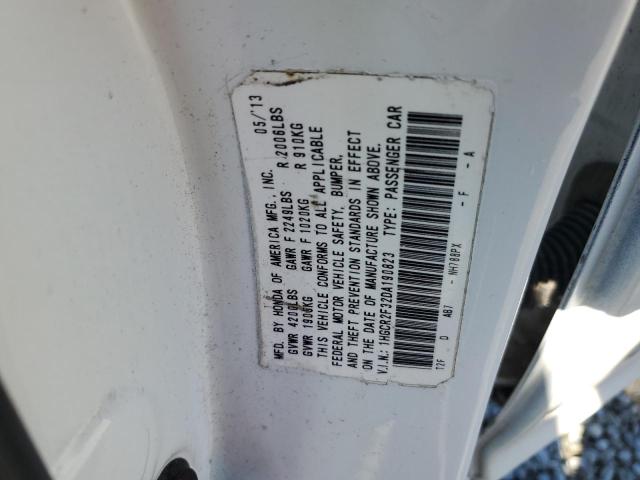 MFD. BY HONDA OF AMERICA MFG., INC. 05/'13
GVWR 4200LBS GAWR F 2249LBS R 2006LBS
GVWR 1906KG GAWR F 1020KG R 910KG
THIS VEHICLE CONFORMS TO ALL APPLICABLE
FEDERAL MOTOR VEHICLE SAFETY, BUMPER,
AND THEFT PREVENTION STANDARDS IN EFFECT
ON THE DATE OF MANUFACTURE SHOWN ABOVE.
V.I.N.: 1HGCR2F32DA190823 TYPE: PASSENGER CAR
T2F D AB7 - NH788PX - F - A